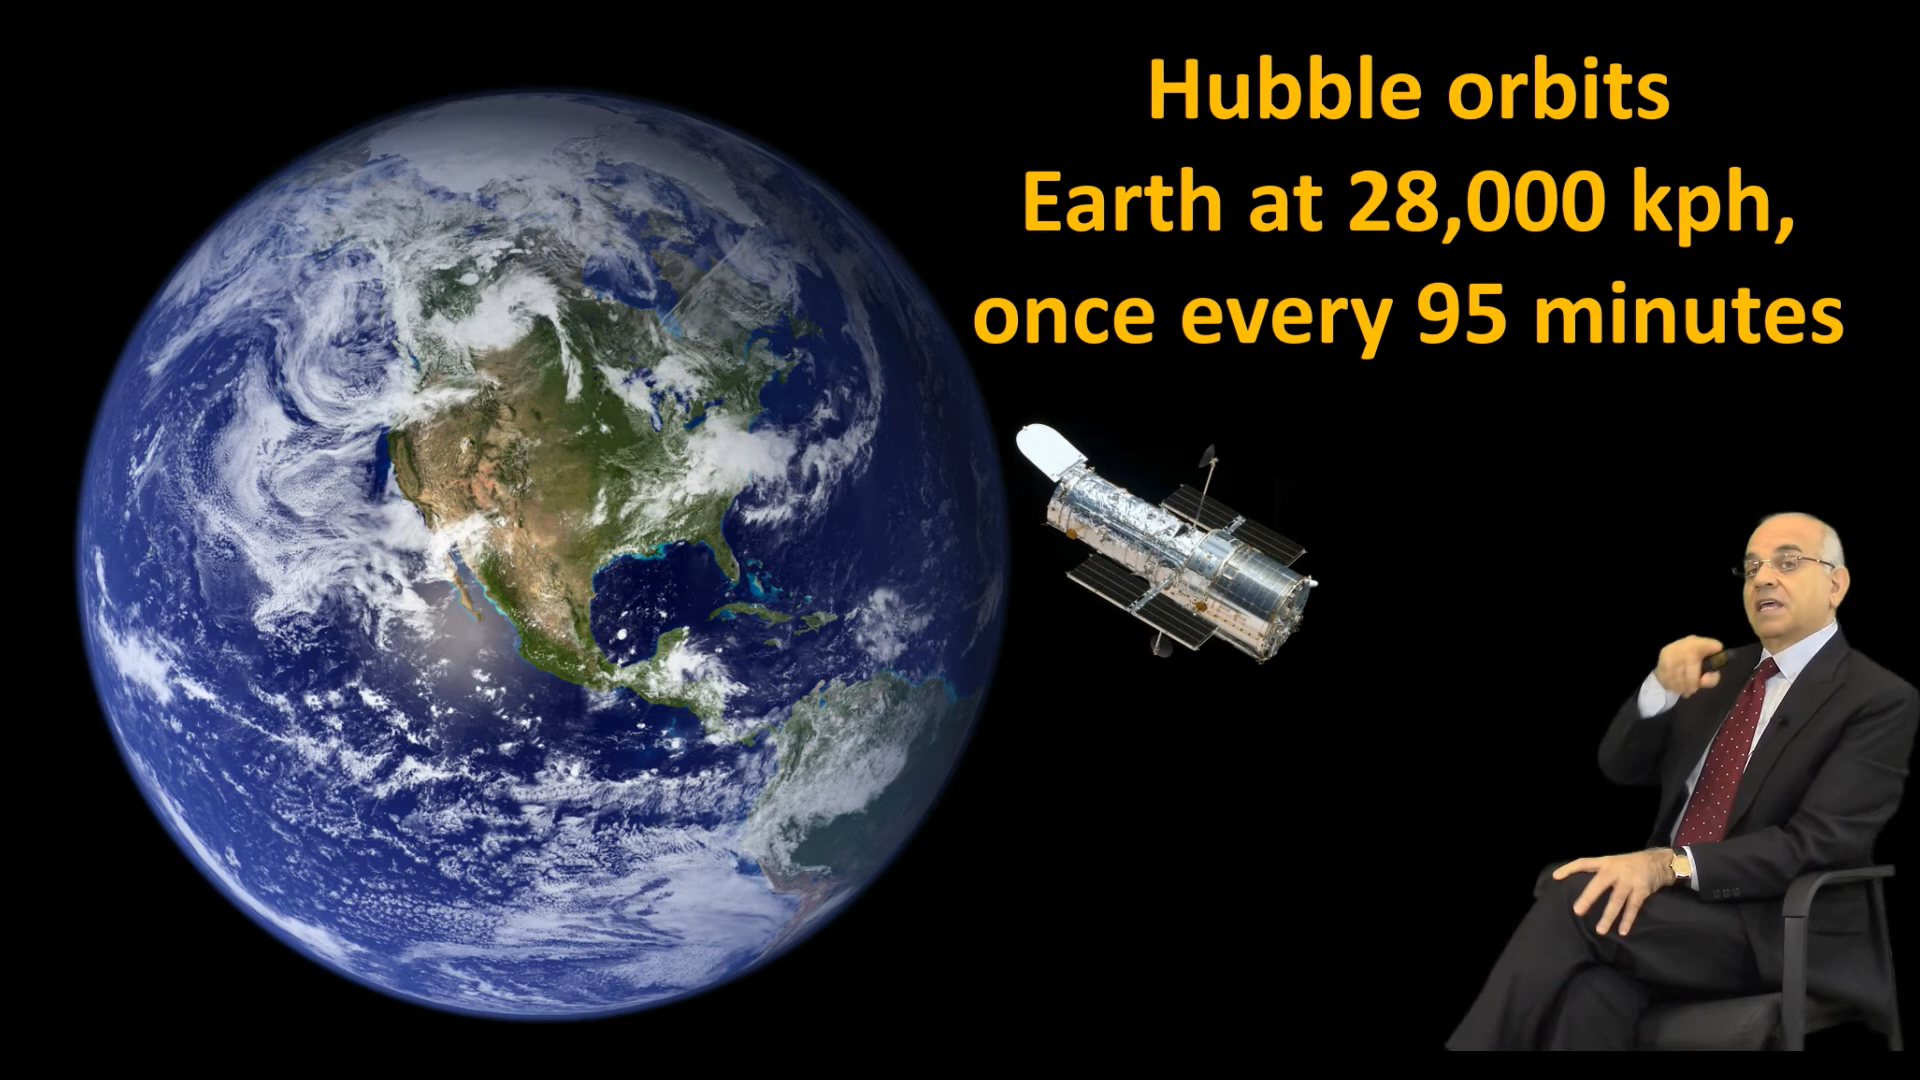 Hubble orbits
Earth at 28,000 kph,
once every 95 minutes